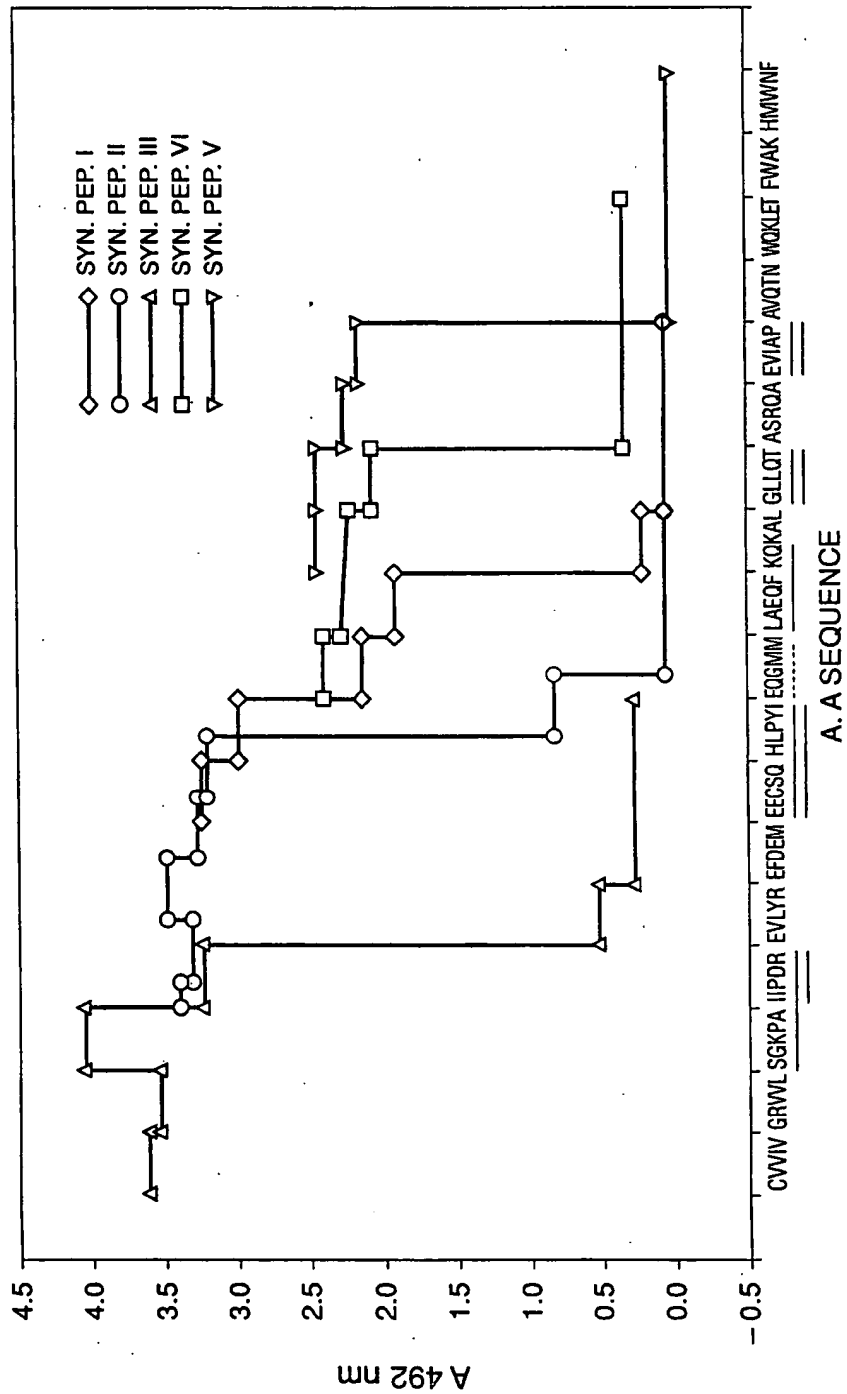 4.5
4.0
3.5
3.0
2.5
2.0
1.5
1.0
0.5
0.0
– 0.5
A 492 nm
SYN. PEP. I
SYN. PEP. II
SYN. PEP. III
SYN. PEP. VI
SYN. PEP. V
CVVIV GRVVL SGKPA IIPDR EVLYR EFDEM EECSQ HLPYI EQGMM LAEQF KQKAL GLLQT ASRQA EVIAP AVQTN WQKLET FWAK HMWNF
A. A SEQUENCE